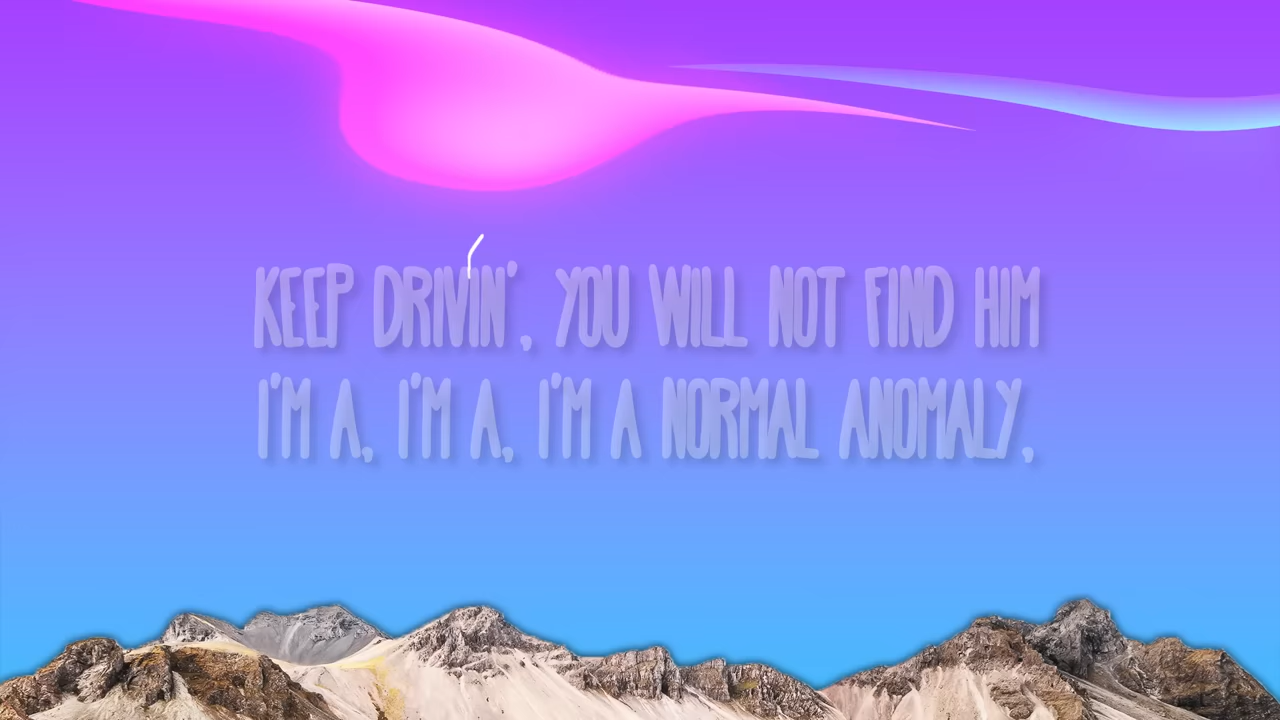 KEEP DRIVIN', YOU WILL NOT FIND HIM
I'M A, I'M A, I'M A NORMAL ANOMALY,